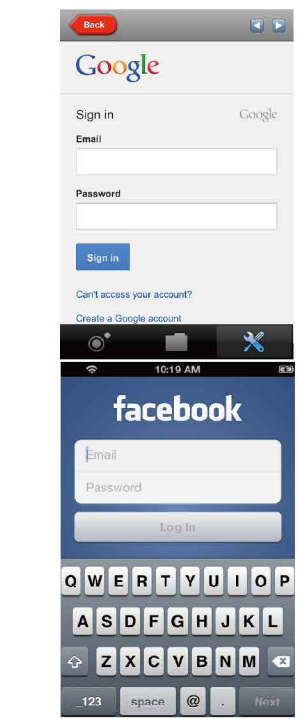 Back
Google
Sign in Google
Email
Password
Sign in
Can't access your account?
Create a Google account
10:19 AM
facebook
Email
Password
Log In
Q W E R T Y U I O P
A S D F G H J K L
Z X C V B N M
_123 space @ . Next